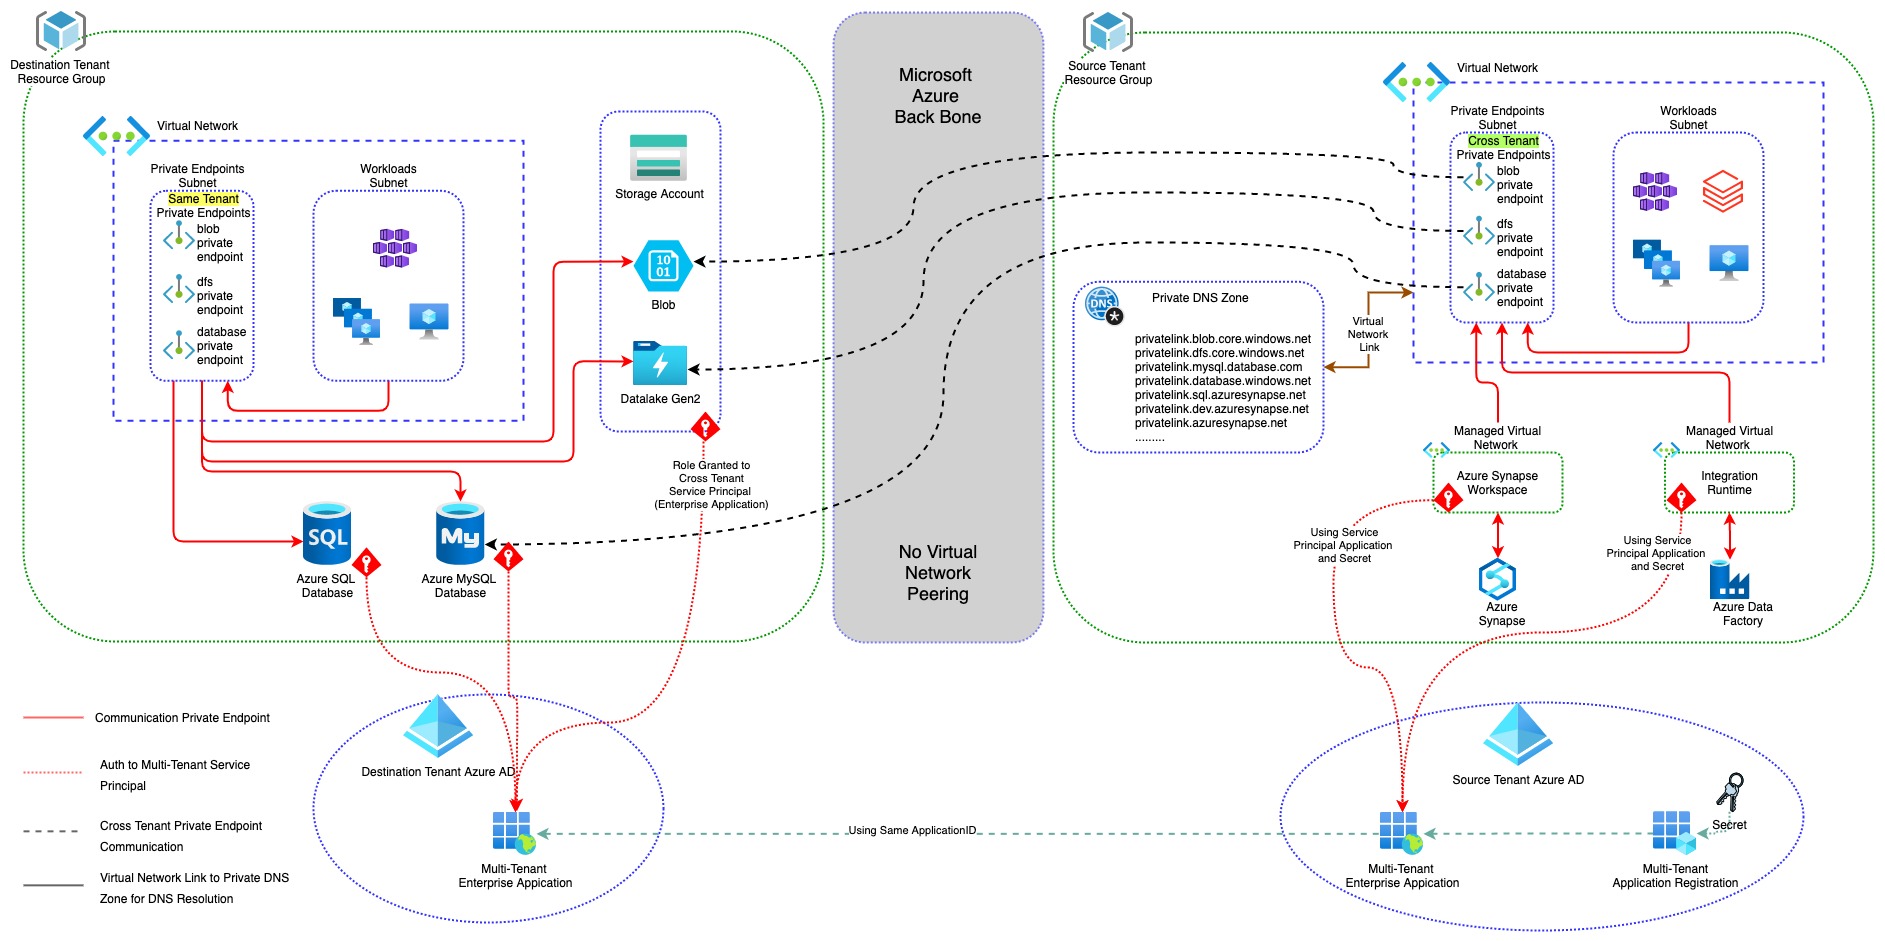 Destination Tenant
Resource Group
Virtual Network
Private Endpoints
Subnet
Same Tenant
Private Endpoints
blob
private
endpoint
dfs
private
endpoint
database
private
endpoint
Workloads
Subnet
Storage Account
10
01
Blob
Datalake Gen2
Role Granted to
Cross Tenant
Service Principal
(Enterprise Application)
SQL
Azure SQL
Database
My
Azure MySQL
Database
Microsoft
Azure
Back Bone
No Virtual
Network
Peering
Source Tenant
Resource Group
Virtual Network
Private Endpoints
Subnet
Cross Tenant
Private Endpoints
blob
private
endpoint
dfs
private
endpoint
database
private
endpoint
Workloads
Subnet
DNS
Private DNS Zone
privatelink.blob.core.windows.net
privatelink.dfs.core.windows.net
privatelink.mysql.database.com
privatelink.database.windows.net
privatelink.sql.azuresynapse.net
privatelink.dev.azuresynapse.net
privatelink.azuresynapse.net
.........
Virtual
Network
Link
Managed Virtual
Network
Azure Synapse
Workspace
Managed Virtual
Network
Integration
Runtime
Using Service
Principal Application
and Secret
Using Service
Principal Application
and Secret
Azure
Synapse
Azure Data
Factory
Communication Private Endpoint
Auth to Multi-Tenant Service
Principal
Cross Tenant Private Endpoint
Communication
Virtual Network Link to Private DNS
Zone for DNS Resolution
Destination Tenant Azure AD
Multi-Tenant
Enterprise Appication
Using Same ApplicationID
Source Tenant Azure AD
Multi-Tenant
Enterprise Appication
Secret
Multi-Tenant
Application Registration